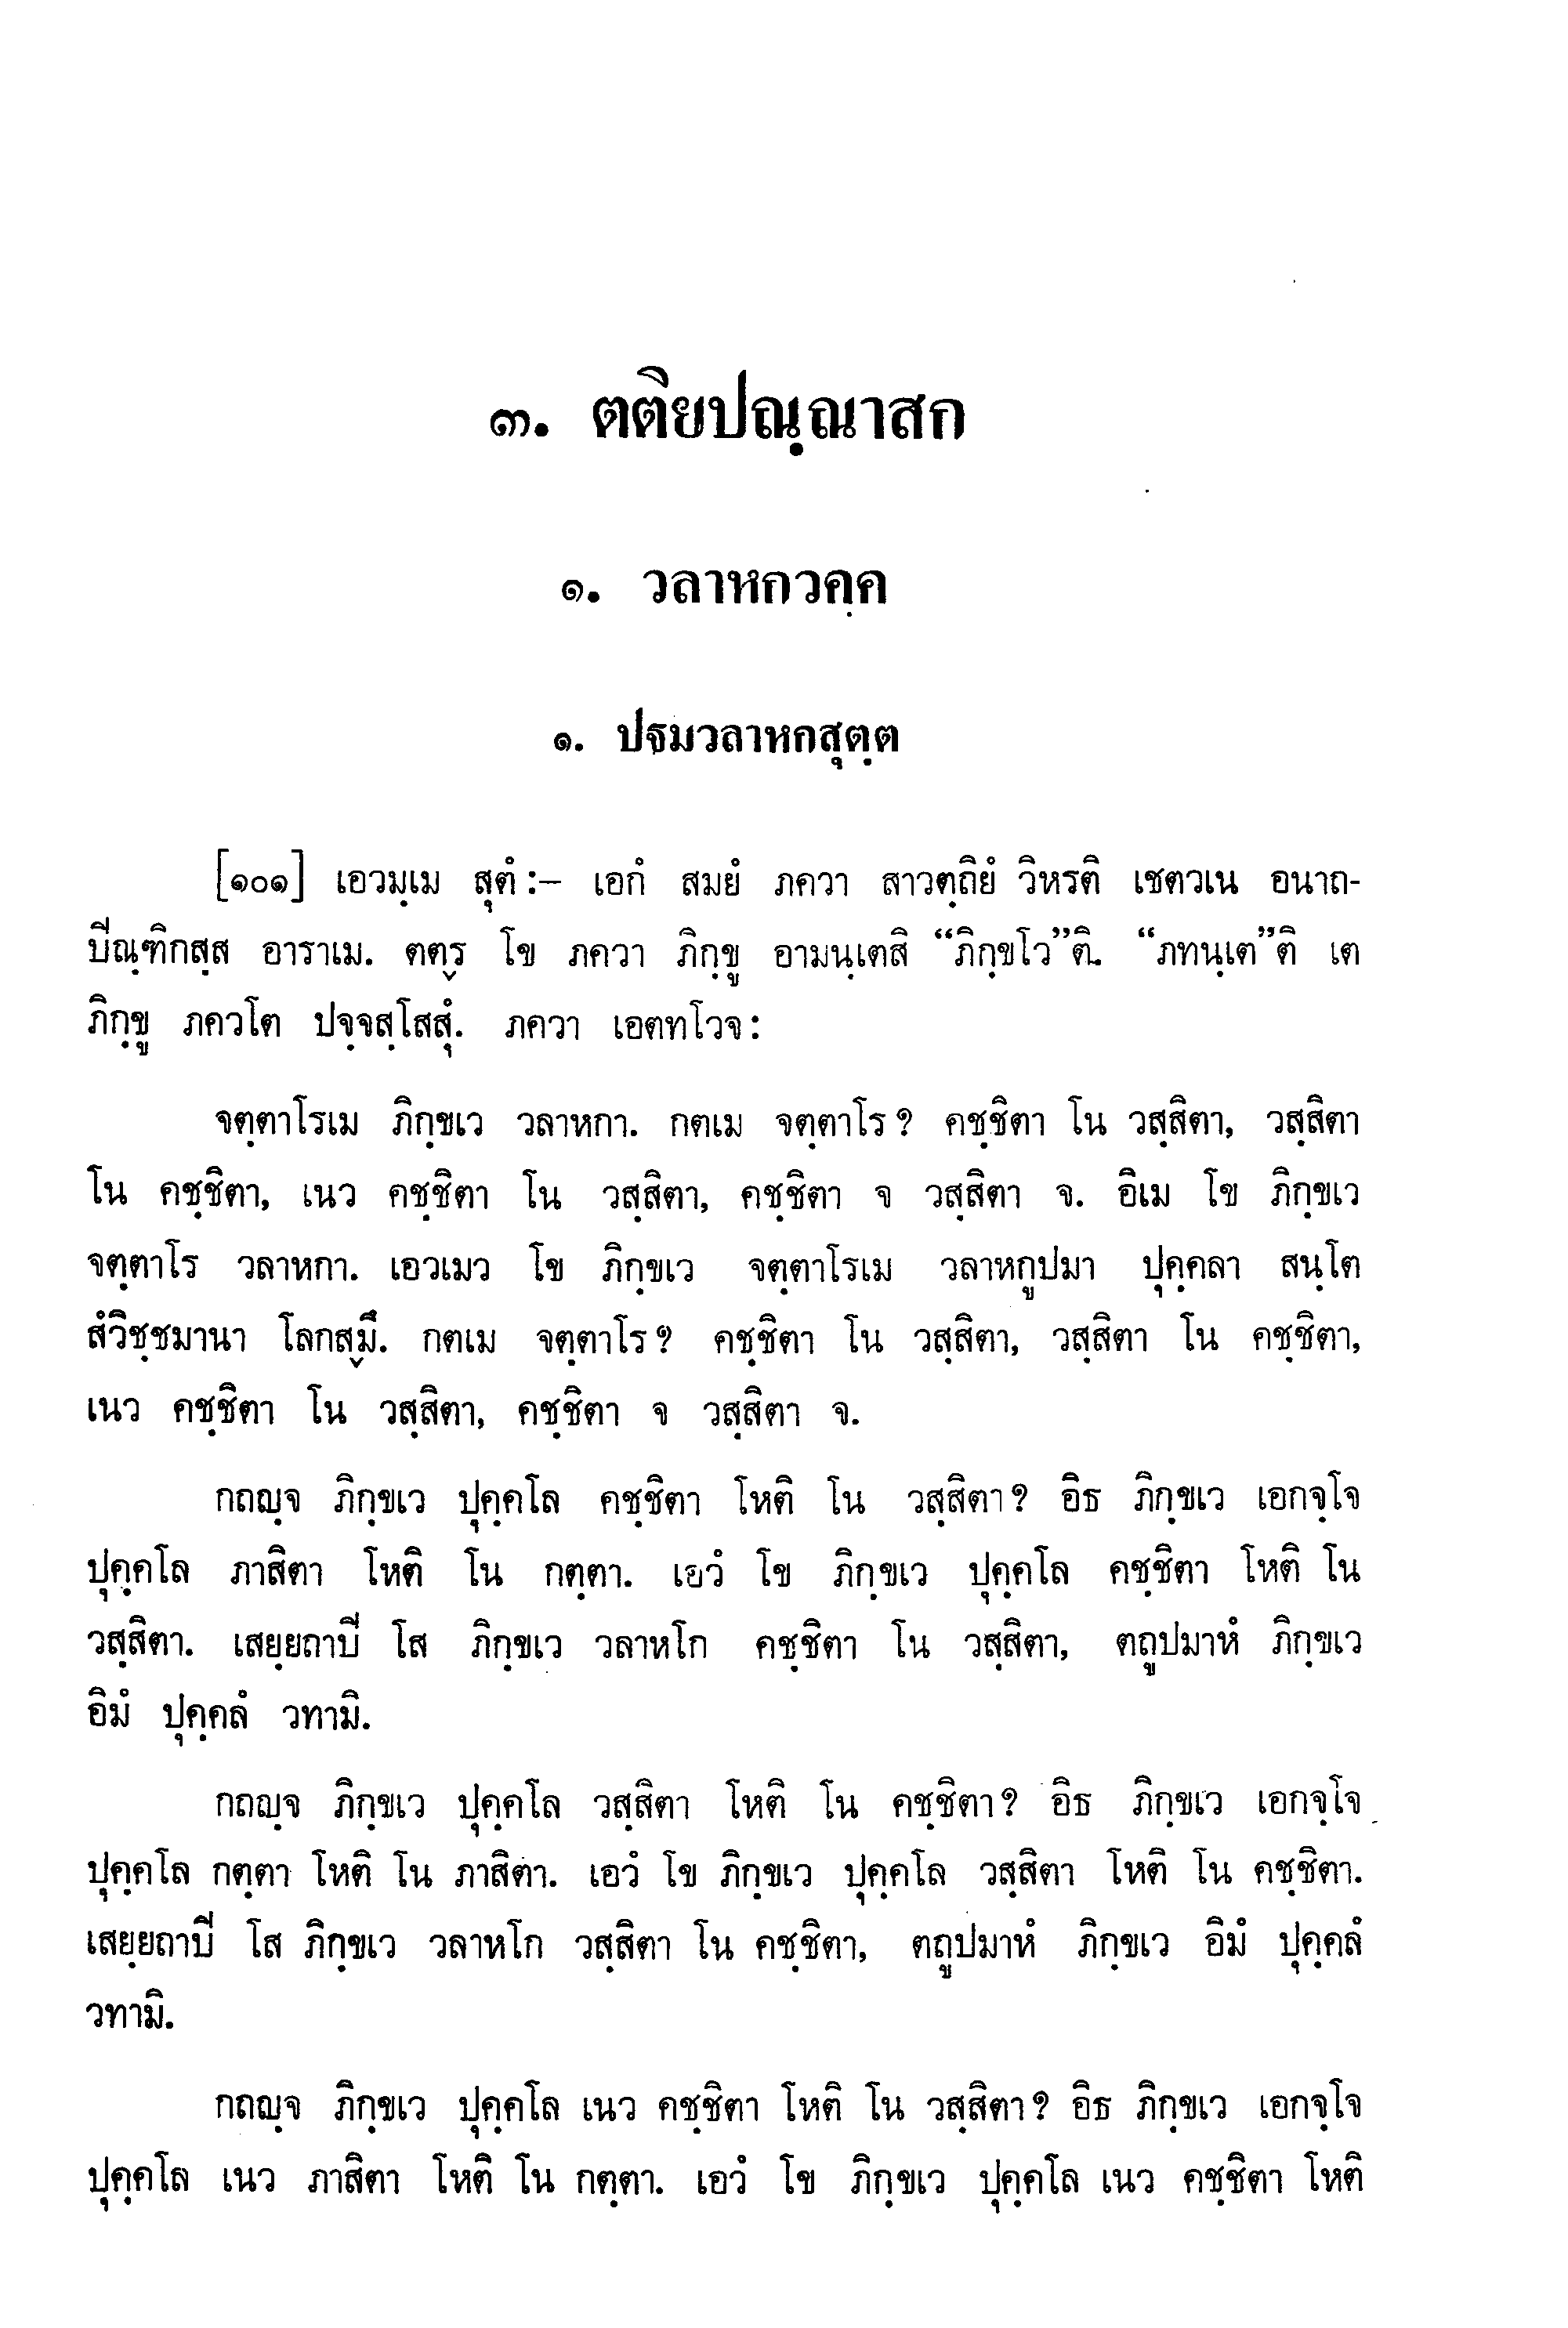 ๓. ตติยปณฺณาสก
๑. วลาหกวคฺค
๑. ปฐมวลาหกสุตฺต
[๑๐๑] เอวมฺเม สุตํ :– เอกํ สมยํ ภควา สาวตฺถิยํ วิหรติ เชตวเน อนาถ-
ปิณฺฑิกสฺส อาราเม. ตตฺร โข ภควา ภิกฺขู อามนฺเตสิ “ภิกฺขโว”ติ. “ภทนฺเต”ติ เต
ภิกฺขู ภควโต ปจฺจสฺโสสุํ. ภควา เอตทโวจ :
จตฺตาโรเม ภิกฺขเว วลาหกา. กตเม จตฺตาโร ? คชฺชิตา โน วสฺสิตา, วสฺสิตา
โน คชฺชิตา, เนว คชฺชิตา โน วสฺสิตา, คชฺชิตา จ วสฺสิตา จ. อิเม โข ภิกฺขเว
จตฺตาโร วลาหกา. เอวเมว โข ภิกฺขเว จตฺตาโรเม วลาหกูปมา ปุคฺคลา สนฺโต
สํวิชฺชมานา โลกสฺมึ. กตเม จตฺตาโร ? คชฺชิตา โน วสฺสิตา, วสฺสิตา โน คชฺชิตา,
เนว คชฺชิตา โน วสฺสิตา, คชฺชิตา จ วสฺสิตา จ.
กถญฺจ ภิกฺขเว ปุคฺคโล คชฺชิตา โหติ โน วสฺสิตา ? อิธ ภิกฺขเว เอกจฺโจ
ปุคฺคโล ภาสิตา โหติ โน กตฺตา. เอวํ โข ภิกฺขเว ปุคฺคโล คชฺชิตา โหติ โน
วสฺสิตา. เสยฺยถาปิ โส ภิกฺขเว วลาหโก คชฺชิตา โน วสฺสิตา, ตถูปมาหํ ภิกฺขเว
อิมํ ปุคฺคลํ วทามิ.
กถญฺจ ภิกฺขเว ปุคฺคโล วสฺสิตา โหติ โน คชฺชิตา ? อิธ ภิกฺขเว เอกจฺโจ
ปุคฺคโล กตฺตา โหติ โน ภาสิตา. เอวํ โข ภิกฺขเว ปุคฺคโล วสฺสิตา โหติ โน คชฺชิตา.
เสยฺยถาปิ โส ภิกฺขเว วลาหโก วสฺสิตา โน คชฺชิตา, ตถูปมาหํ ภิกฺขเว อิมํ ปุคฺคลํ
วทามิ.
กถญฺจ ภิกฺขเว ปุคฺคโล เนว คชฺชิตา โหติ โน วสฺสิตา ? อิธ ภิกฺขเว เอกจฺโจ
ปุคฺคโล เนว ภาสิตา โหติ โน กตฺตา. เอวํ โข ภิกฺขเว ปุคฺคโล เนว คชฺชิตา โหติ